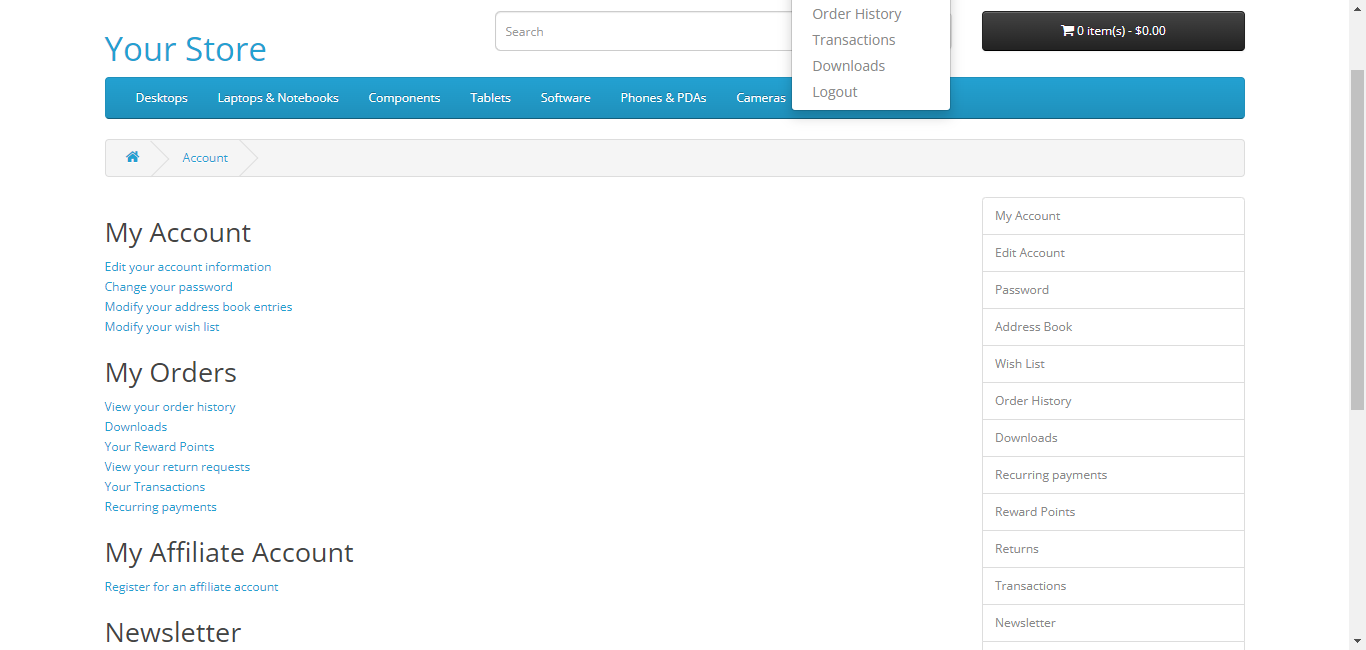 Order History
Transactions
Downloads
Logout
Search
0 item(s) - $0.00
Your Store
Desktops
Laptops & Notebooks
Components
Tablets
Software
Phones & PDAs
Cameras
Account
My Account
Edit your account information
Change your password
Modify your address book entries
Modify your wish list
My Orders
View your order history
Downloads
Your Reward Points
View your return requests
Your Transactions
Recurring payments
My Affiliate Account
Register for an affiliate account
Newsletter
My Account
Edit Account
Password
Address Book
Wish List
Order History
Downloads
Recurring payments
Reward Points
Returns
Transactions
Newsletter